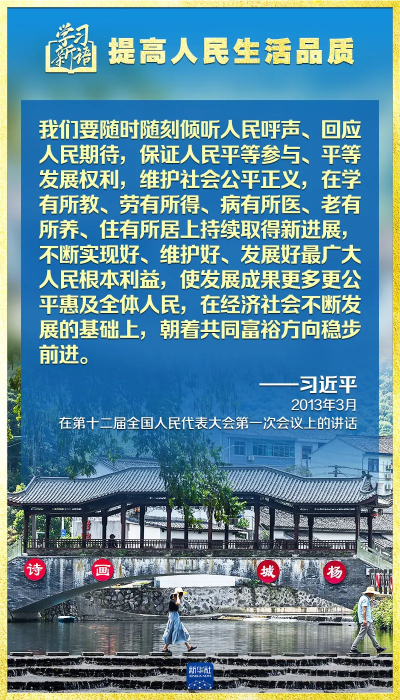 学习新语
提高人民生活品质
我们要随时随刻倾听人民呼声、回应
人民期待，保证人民平等参与、平等
发展权利，维护社会公平正义，在学
有所教、劳有所得、病有所医、老有
所养、住有所居上持续取得新进展，
不断实现好、维护好、发展好最广大
人民根本利益，使发展成果更多更公
平惠及全体人民，在经济社会不断发
展的基础上，朝着共同富裕方向稳步
前进。
——习近平
2013年3月
在第十二届全国人民代表大会第一次会议上的讲话
诗画城杨
新华社
XINHUA NEWS